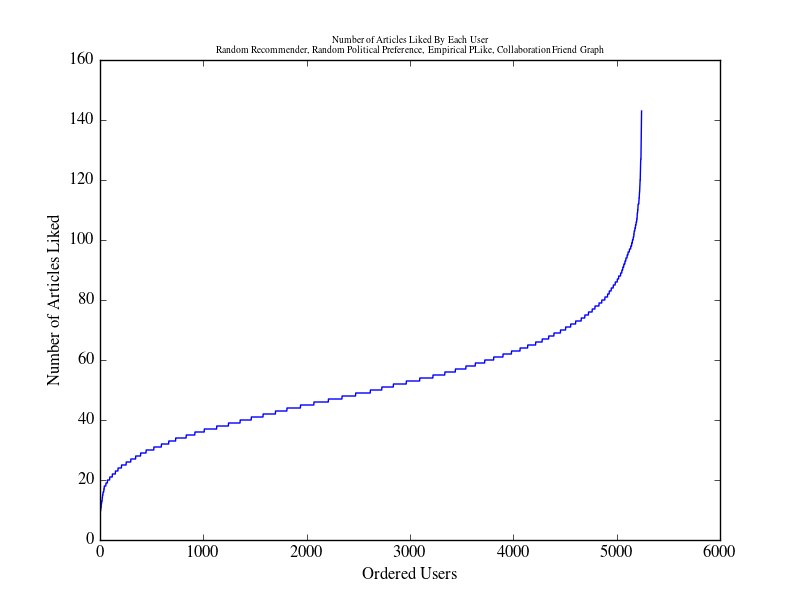 Number of Articles Liked By Each User
Random Recommender, Random Political Preference, Empirical PLike, CollaborationFriend Graph
160
140
120
100
80
60
40
20
0
Number of Articles Liked
0 1000 2000 3000 4000 5000 6000
Ordered Users